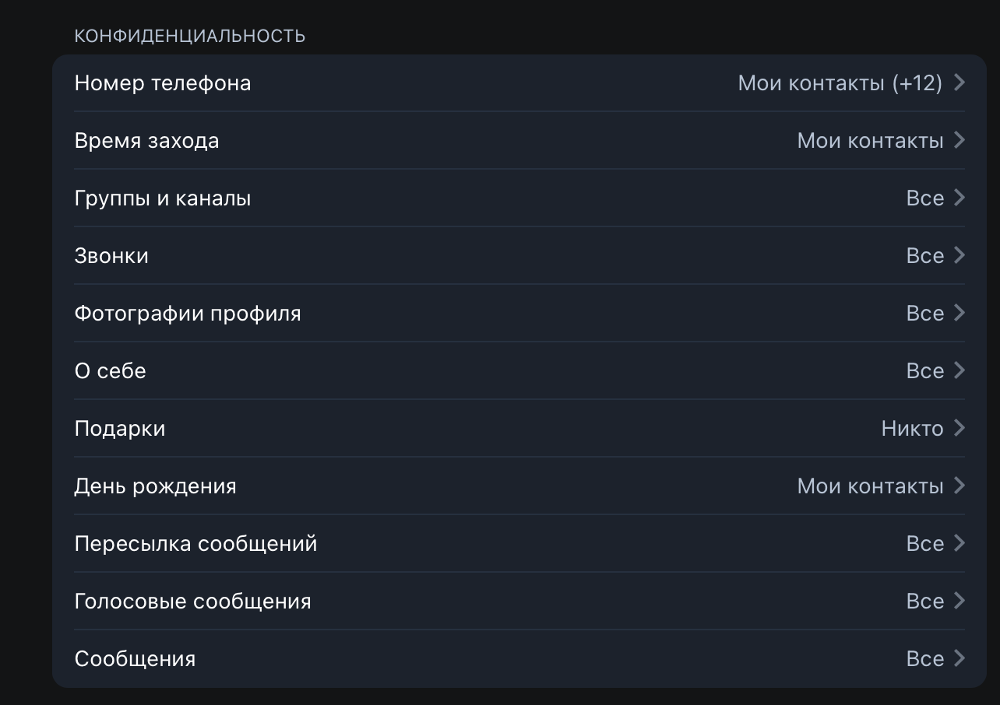 КОНФИДЕНЦИАЛЬНОСТЬ
Номер телефона Мои контакты (+12)
Время захода Мои контакты
Группы и каналы Все
Звонки Все
Фотографии профиля Все
О себе Все
Подарки Никто
День рождения Мои контакты
Пересылка сообщений Все
Голосовые сообщения Все
Сообщения Все